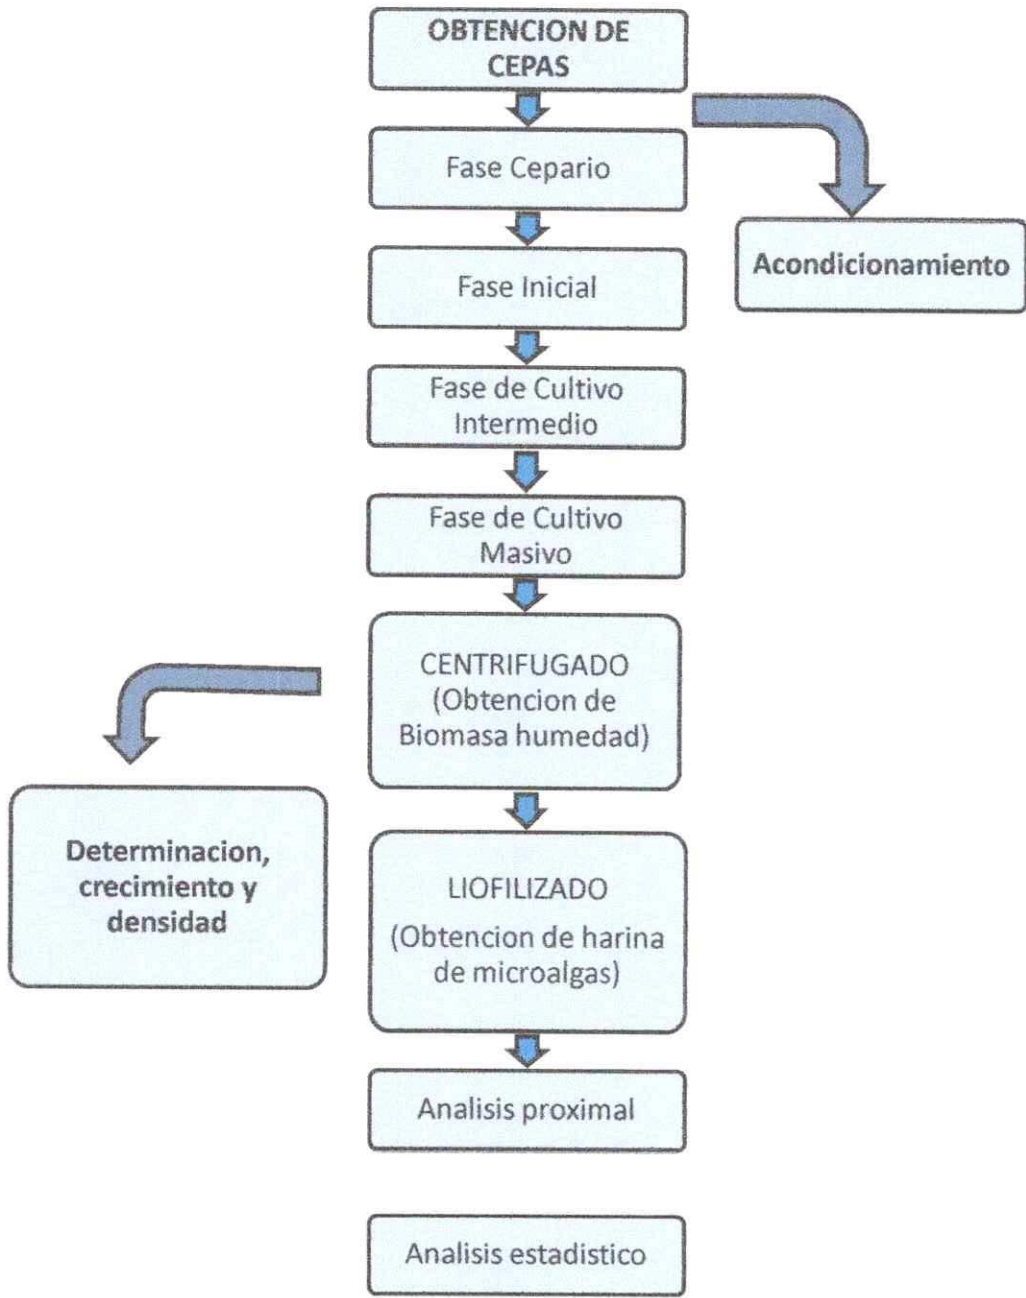 OBTENCION DE
CEPAS
Fase Cepario
Acondicionamiento
Fase Inicial
Fase de Cultivo
Intermedio
Fase de Cultivo
Masivo
CENTRIFUGADO
(Obtencion de
Biomasa humedad)
Determinacion,
crecimiento y
densidad
LIOFILIZADO
(Obtencion de harina
de microalgas)
Analisis proximal
Analisis estadistico